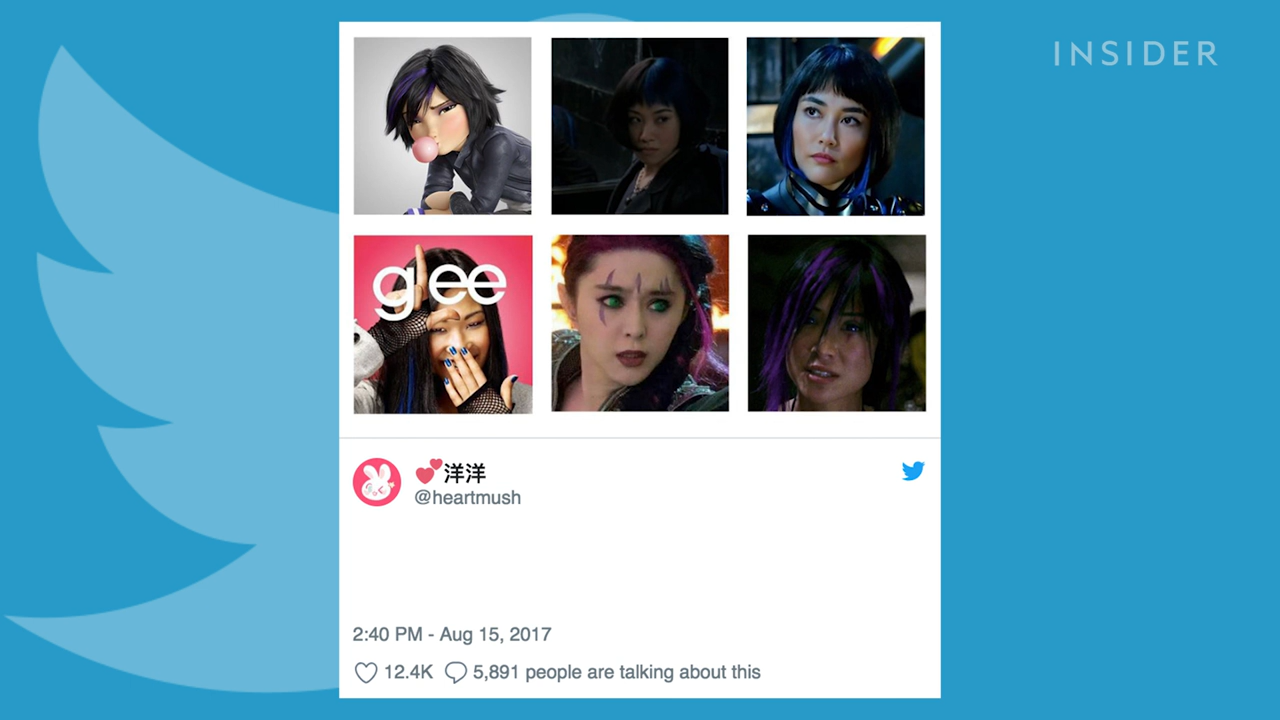 INSIDER
glee
💕洋洋
@heartmush
2:40 PM - Aug 15, 2017
12.4K 5,891 people are talking about this